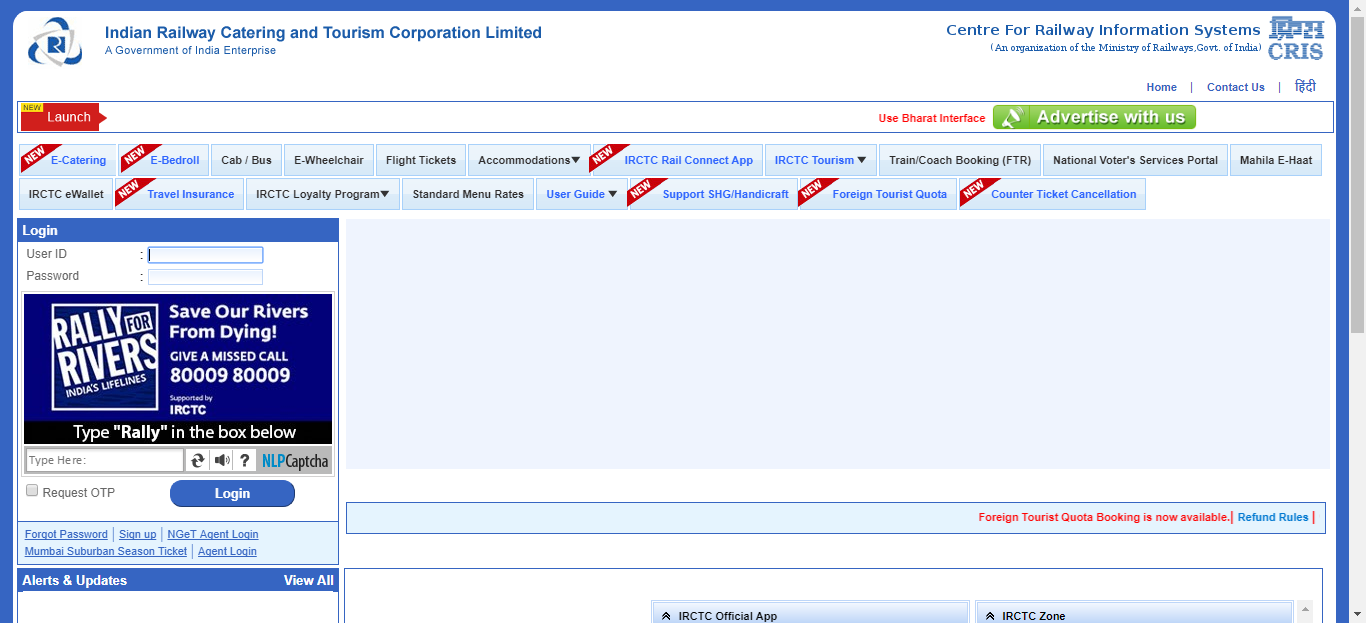 Indian Railway Catering and Tourism Corporation Limited
A Government of India Enterprise
Centre For Railway Information Systems
(An organization of the Ministry of Railways,Govt. of India)
CRIS
Home | Contact Us | हिंदी
NEW
Launch
Use Bharat Interface
Advertise with us
NEW E-Catering NEW E-Bedroll Cab / Bus E-Wheelchair Flight Tickets Accommodations▼ NEW IRCTC Rail Connect App IRCTC Tourism ▼ Train/Coach Booking (FTR) National Voter's Services Portal Mahila E-Haat
IRCTC eWallet NEW Travel Insurance IRCTC Loyalty Program▼ Standard Menu Rates User Guide ▼ NEW Support SHG/Handicraft NEW Foreign Tourist Quota NEW Counter Ticket Cancellation
Login
User ID :
Password :
RALLY FOR RIVERS
INDIA'S LIFELINES
Save Our Rivers
From Dying!
GIVE A MISSED CALL
80009 80009
Supported by
IRCTC
Type "Rally" in the box below
Type Here: ? NLPCaptcha
Request OTP Login
Forgot Password | Sign up | NGeT Agent Login
Mumbai Suburban Season Ticket | Agent Login
Foreign Tourist Quota Booking is now available.| Refund Rules |
Alerts & Updates View All
IRCTC Official App
IRCTC Zone